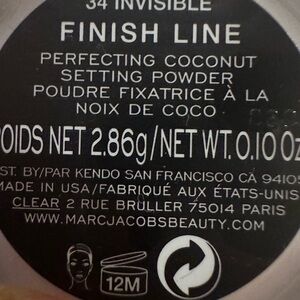 34 INVISIBLE
FINISH LINE
PERFECTING COCONUT
SETTING POWDER
POUDRE FIXATRICE À LA
NOIX DE COCO
POIDS NET 2.86g/NET WT. 0.10 Oz
ST. BY/PAR KENDO SAN FRANCISCO CA 94105
MADE IN USA/FABRIQUÉ AUX ÉTATS-UNIS
CLEAR 2 RUE BRULLER 75014 PARIS
WWW.MARCJACOBSBEAUTY.COM
12M